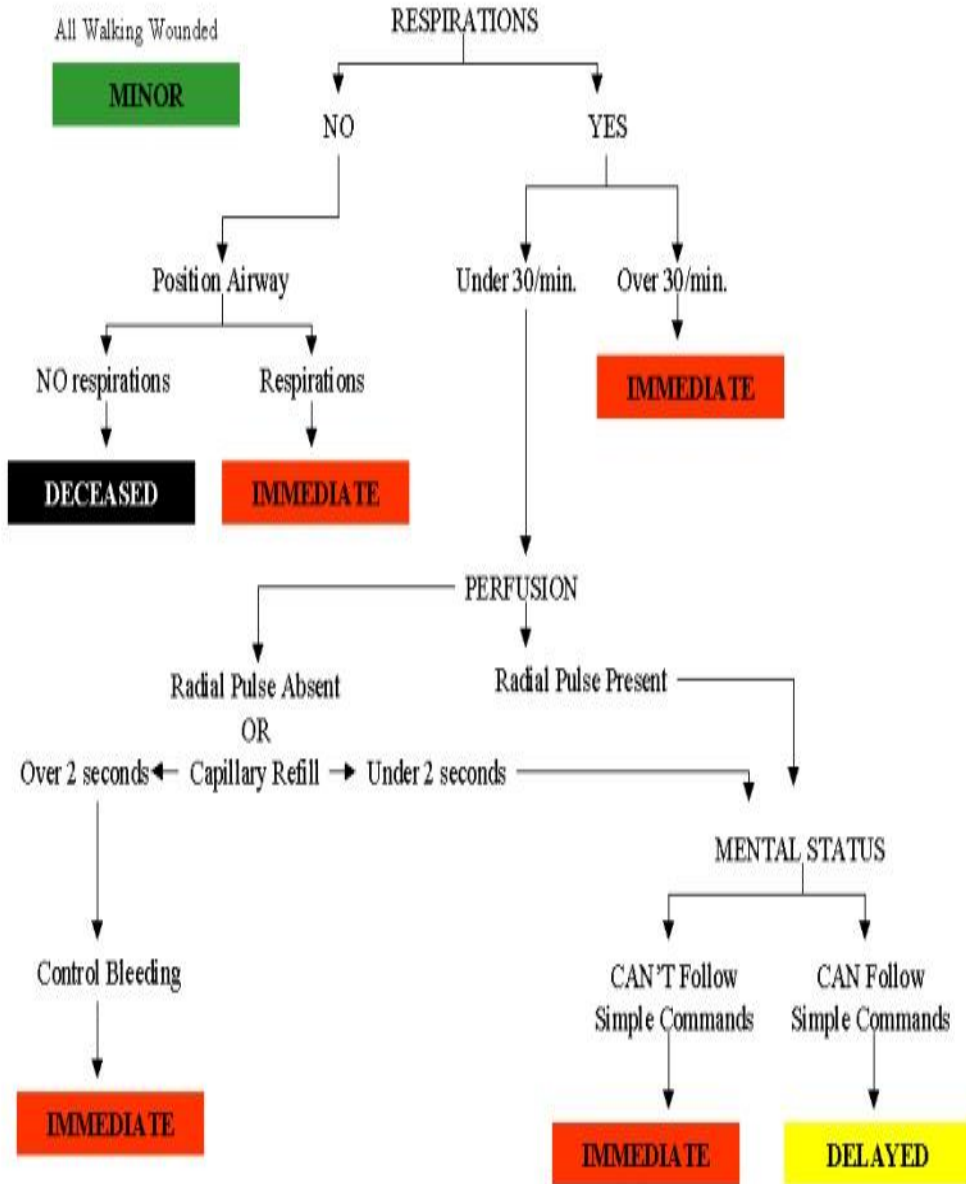 All Walking Wounded
MINOR
RESPIRATIONS
NO
YES
Position Airway
Under 30/min.
Over 30/min.
NO respirations
Respirations
IMMEDIATE
DECEASED
IMMEDIATE
PERFUSION
Radial Pulse Absent
Radial Pulse Present
OR
Over 2 seconds
Capillary Refill
Under 2 seconds
MENTAL STATUS
Control Bleeding
CAN'T Follow
Simple Commands
CAN Follow
Simple Commands
IMMEDIATE
IMMEDIATE
DELAYED